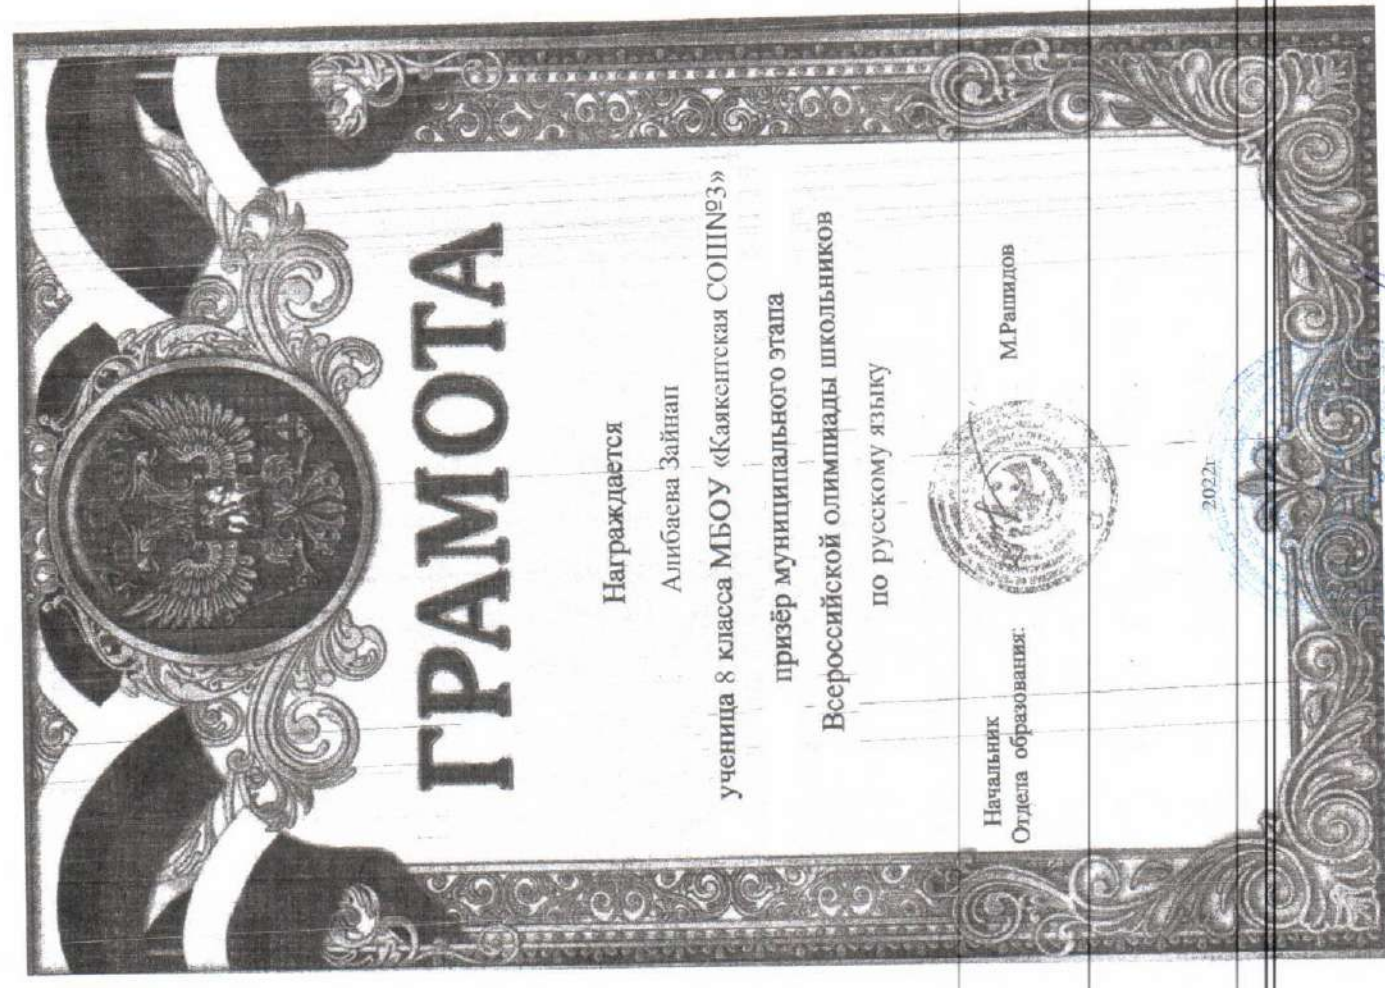 ГРАМОТА
Награждается
Алибаева Зайнап
ученица 8 класса МБОУ «Каякентская СОШ№3»
призёр муниципального этапа
Всероссийской олимпиады школьников
по русскому языку
Начальник
Отдела образования:
М.Рашидов
2022г